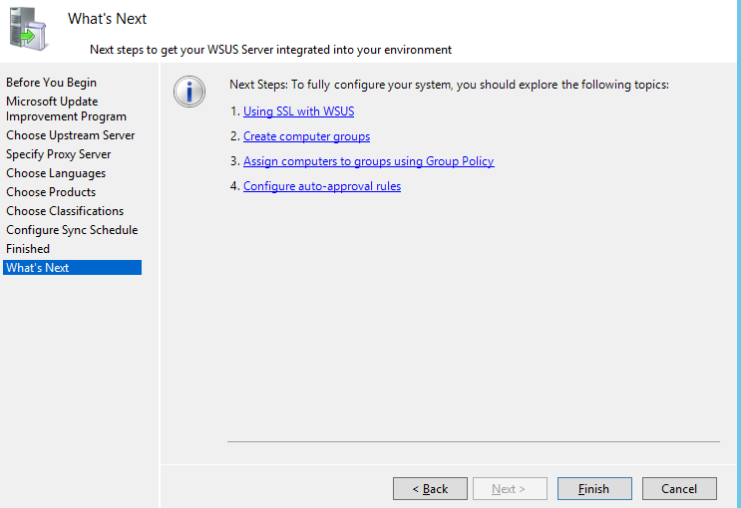 What's Next
Next steps to get your WSUS Server integrated into your environment
Before You Begin
Microsoft Update
Improvement Program
Choose Upstream Server
Specify Proxy Server
Choose Languages
Choose Products
Choose Classifications
Configure Sync Schedule
Finished
What's Next
Next Steps: To fully configure your system, you should explore the following topics:
1. Using SSL with WSUS
2. Create computer groups
3. Assign computers to groups using Group Policy
4. Configure auto-approval rules
< Back
Next >
Finish
Cancel